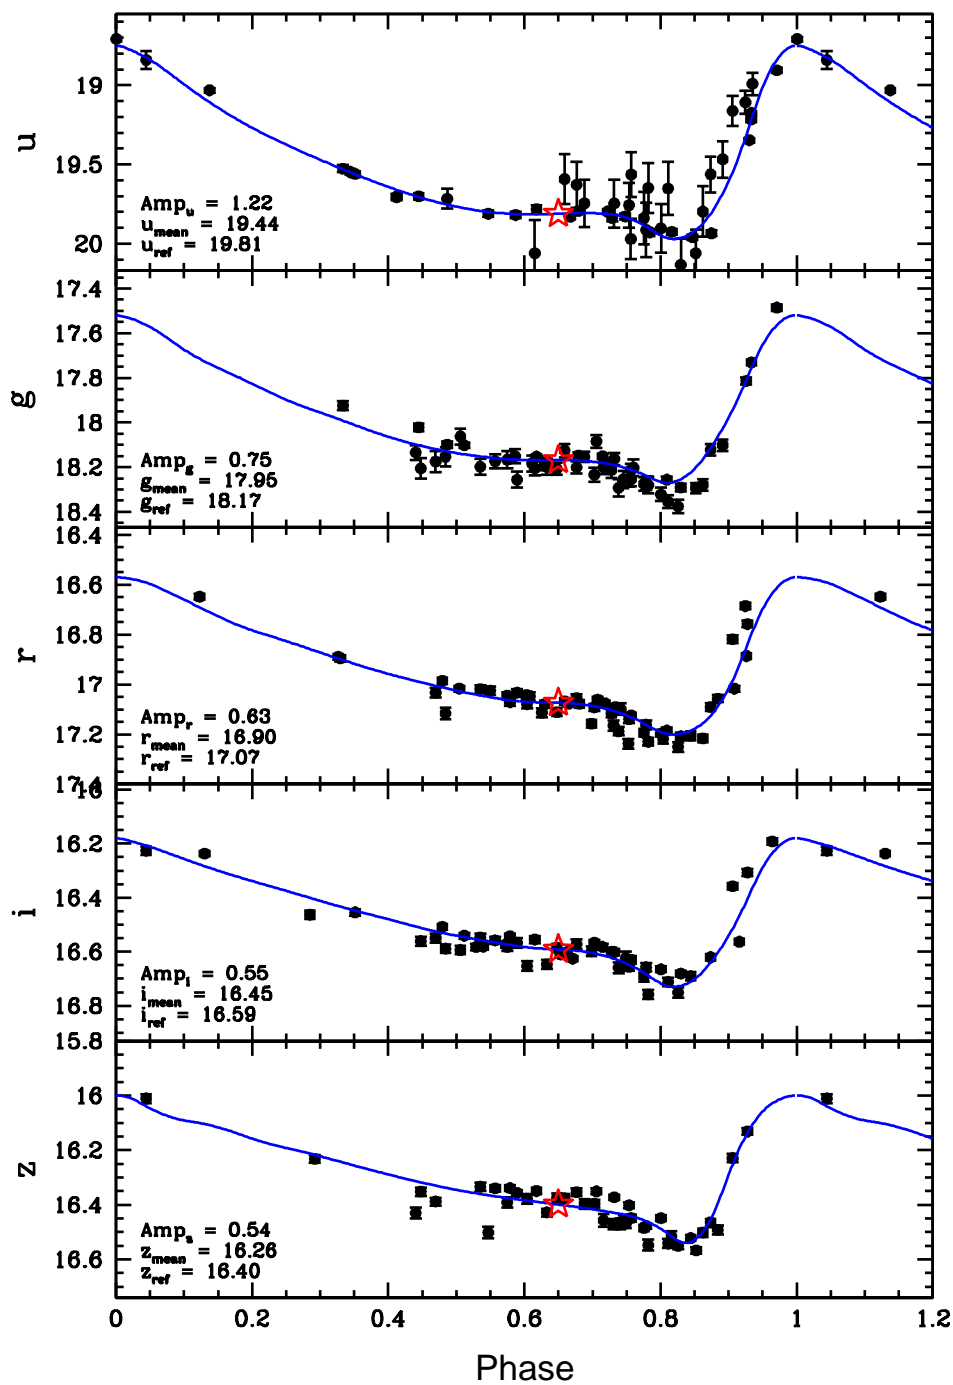 19
19.5
20
u
Amp_u = 1.22
u_mean = 19.44
u_ref = 19.81
17.4
17.6
17.8
18
18.2
18.4
g
Amp_g = 0.75
g_mean = 17.95
g_ref = 18.17
16.4
16.6
16.8
17
17.2
17.4
r
Amp_r = 0.63
r_mean = 16.90
r_ref = 17.07
16
16.2
16.4
16.6
16.8
i
Amp_i = 0.55
i_mean = 16.45
i_ref = 16.59
15.8
16
16.2
16.4
16.6
z
Amp_z = 0.54
z_mean = 16.26
z_ref = 16.40
0 0.2 0.4 0.6 0.8 1 1.2
Phase